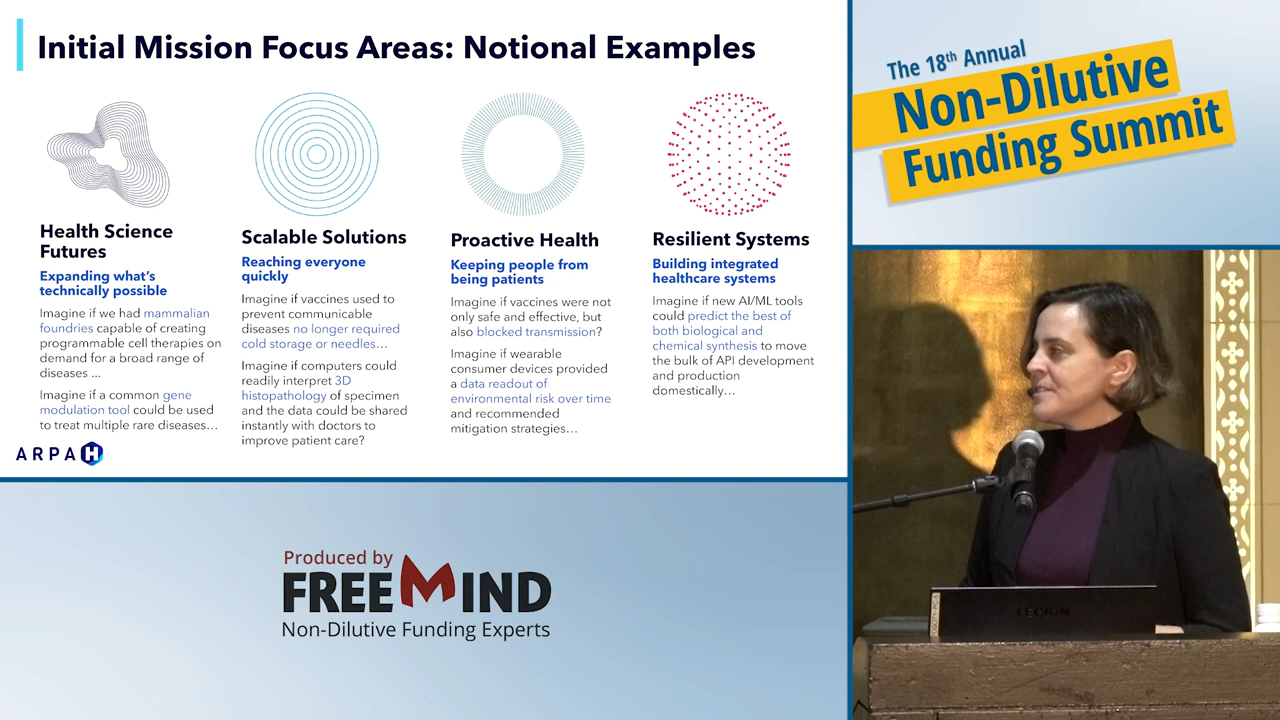 Initial Mission Focus Areas: Notional Examples
Health Science
Futures
Expanding what's
technically possible
Imagine if we had mammalian
foundries capable of creating
programmable cell therapies on
demand for a broad range of
diseases ...
Imagine if a common gene
modulation tool could be used
to treat multiple rare diseases…
Scalable Solutions
Reaching everyone
quickly
Imagine if vaccines used to
prevent communicable
diseases no longer required
cold storage or needles…
Imagine if computers could
readily interpret 3D
histopathology of specimen
and the data could be shared
instantly with doctors to
improve patient care?
Proactive Health
Keeping people from
being patients
Imagine if vaccines were not
only safe and effective, but
also blocked transmission?
Imagine if wearable
consumer devices provided
a data readout of
environmental risk over time
and recommended
mitigation strategies…
Resilient Systems
Building integrated
healthcare systems
Imagine if new AI/ML tools
could predict the best of
both biological and
chemical synthesis to move
the bulk of API development
and production
domestically…
ARPA H
The 18th Annual
Non-Dilutive
Funding Summit
Produced by
FREEMIND
Non-Dilutive Funding Experts
LEGION